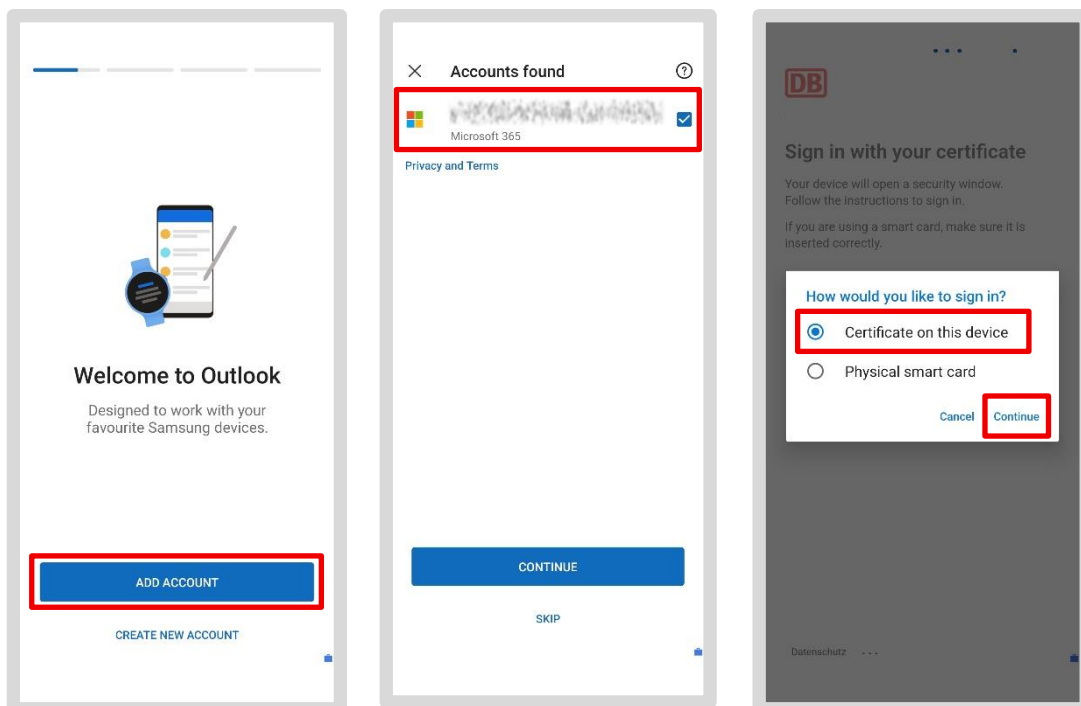 Welcome to Outlook
Designed to work with your
favourite Samsung devices.
ADD ACCOUNT
CREATE NEW ACCOUNT
Accounts found
Microsoft 365
Privacy and Terms
CONTINUE
SKIP
DB
Sign in with your certificate
Your device will open a security window.
Follow the instructions to sign in.
If you are using a smart card, make sure it is
inserted correctly.
How would you like to sign in?
Certificate on this device
Physical smart card
Cancel Continue
Datenschutz ...